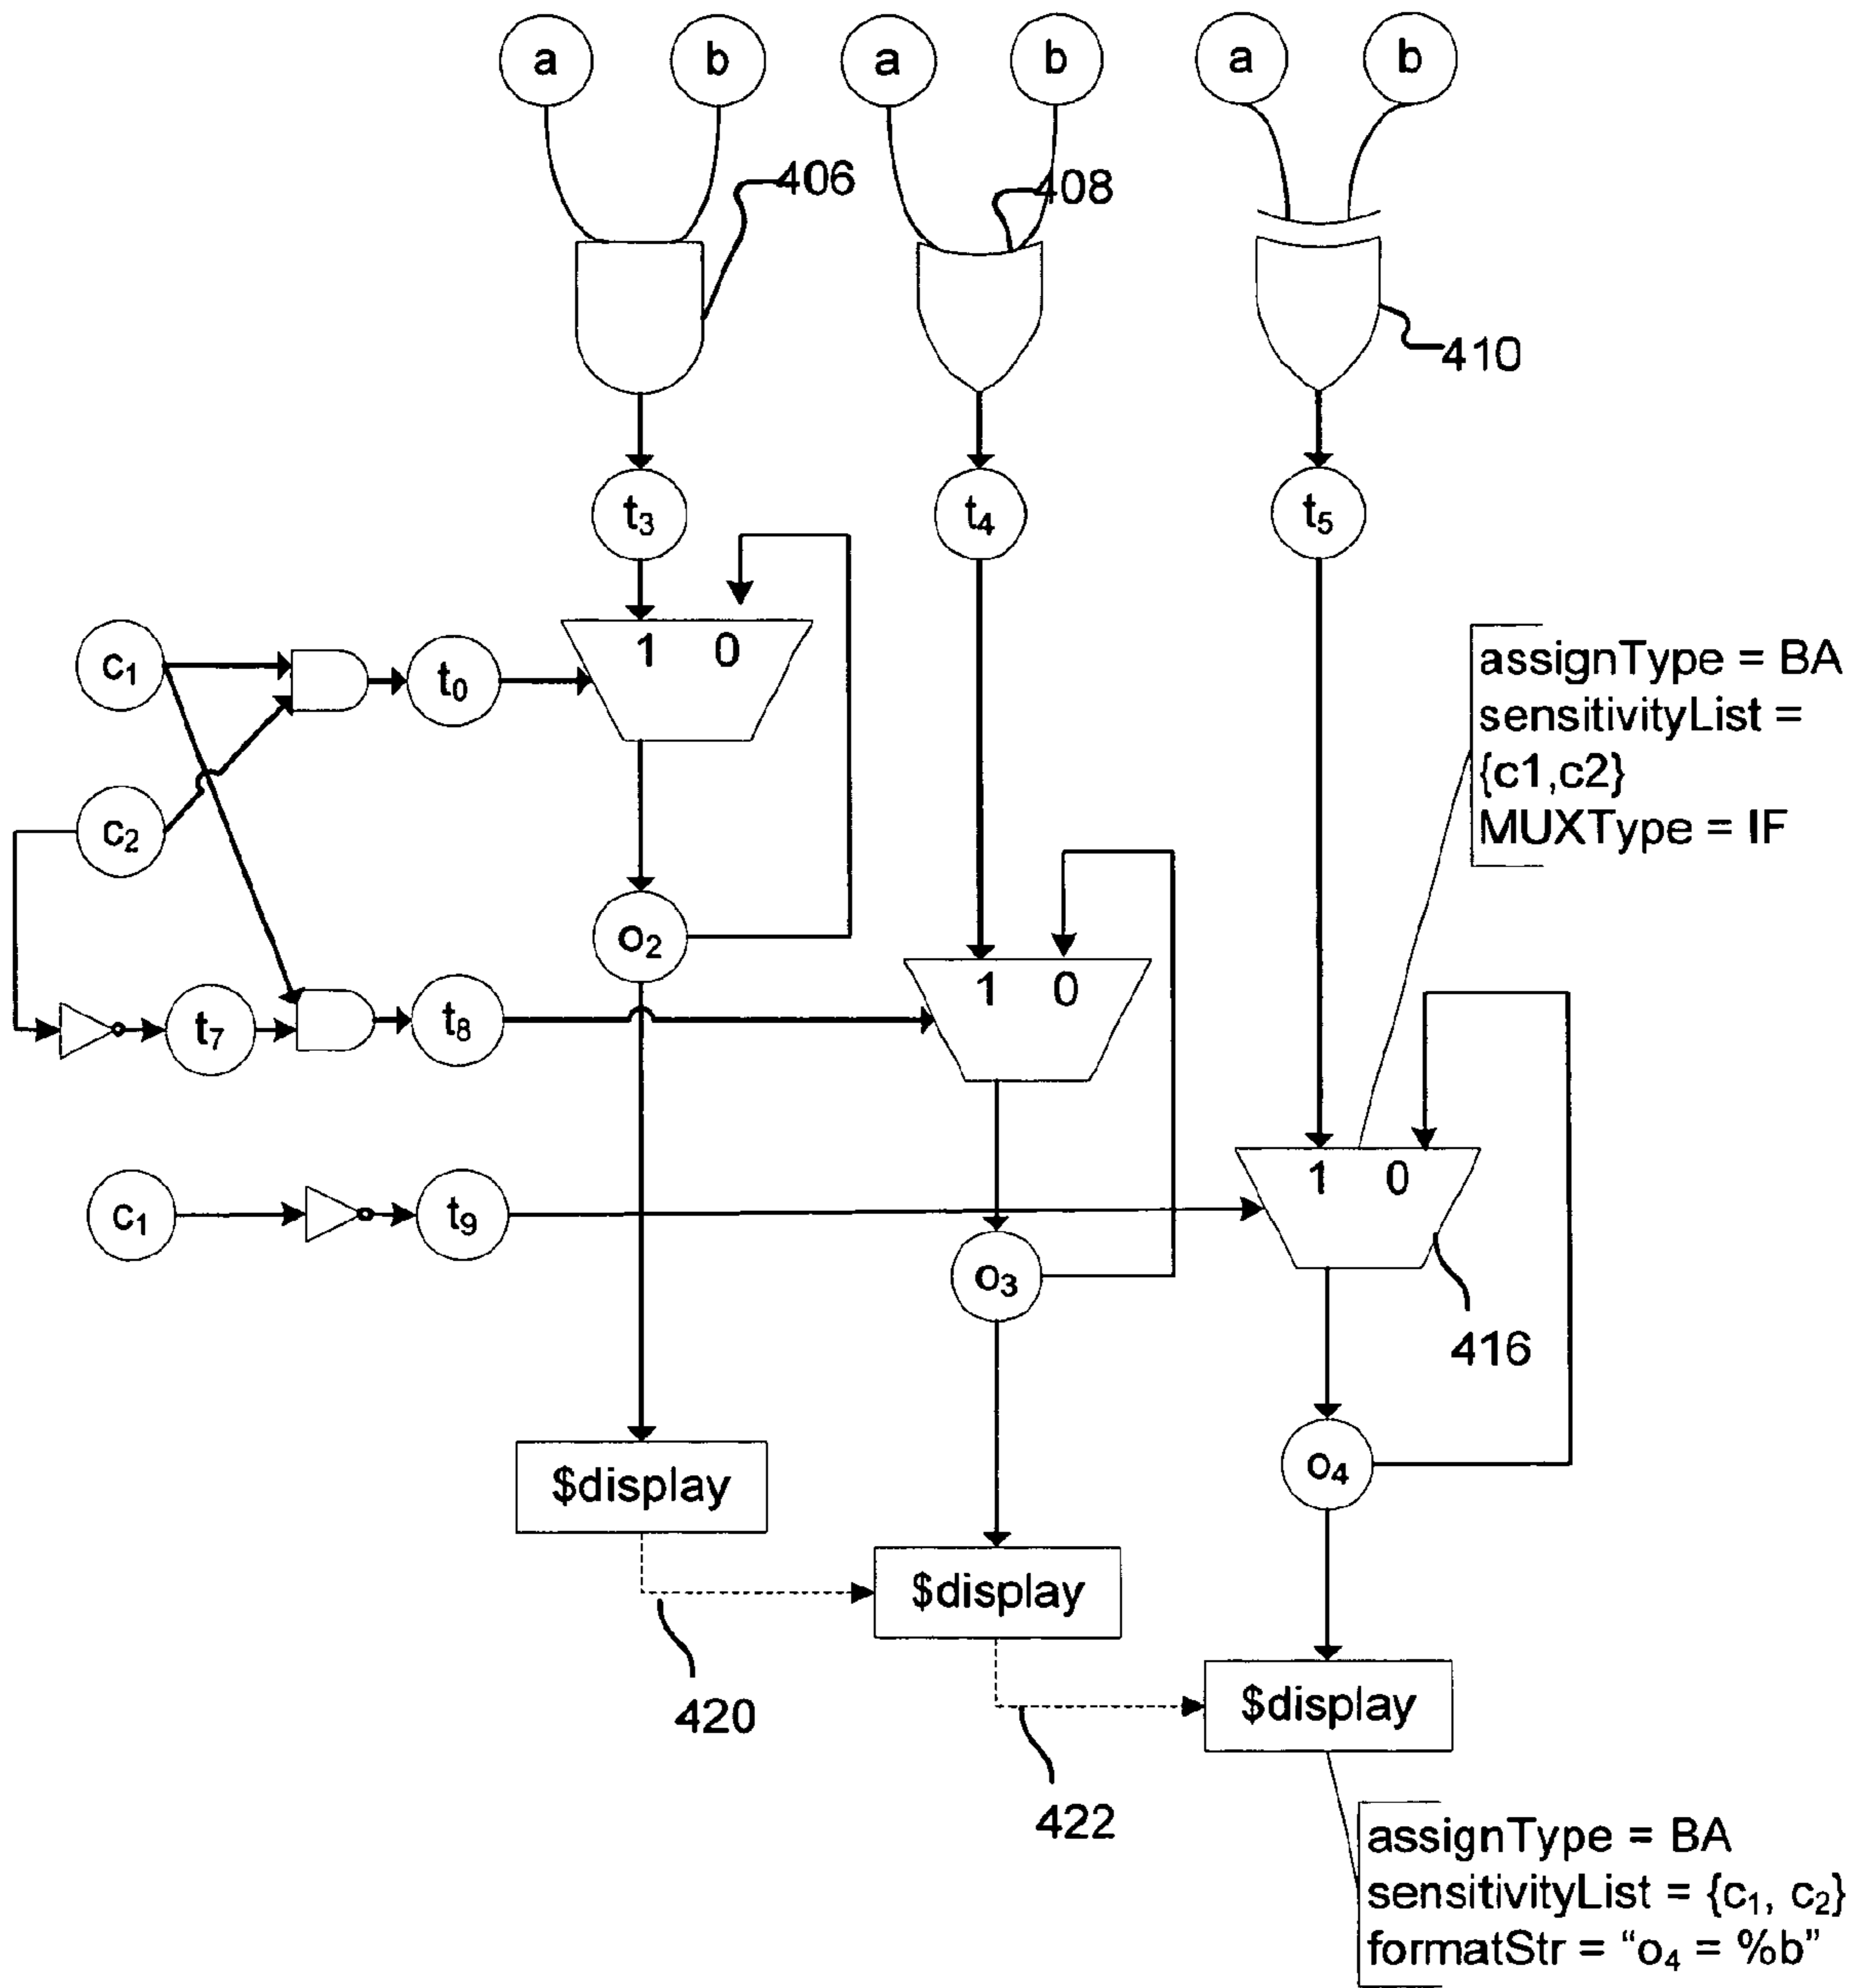 a b a b a b
406
408
410
t₃ t₄ t₅
1 0
c₁ t₀
assignType = BA
sensitivityList =
{c1,c2}
MUXType = IF
c₂
o₂
1 0
t₇ t₈
1 0
c₁ t₉
o₃
416
o₄
$display
$display
420
$display
422
assignType = BA
sensitivityList = {c₁, c₂}
formatStr = “o₄ = %b”